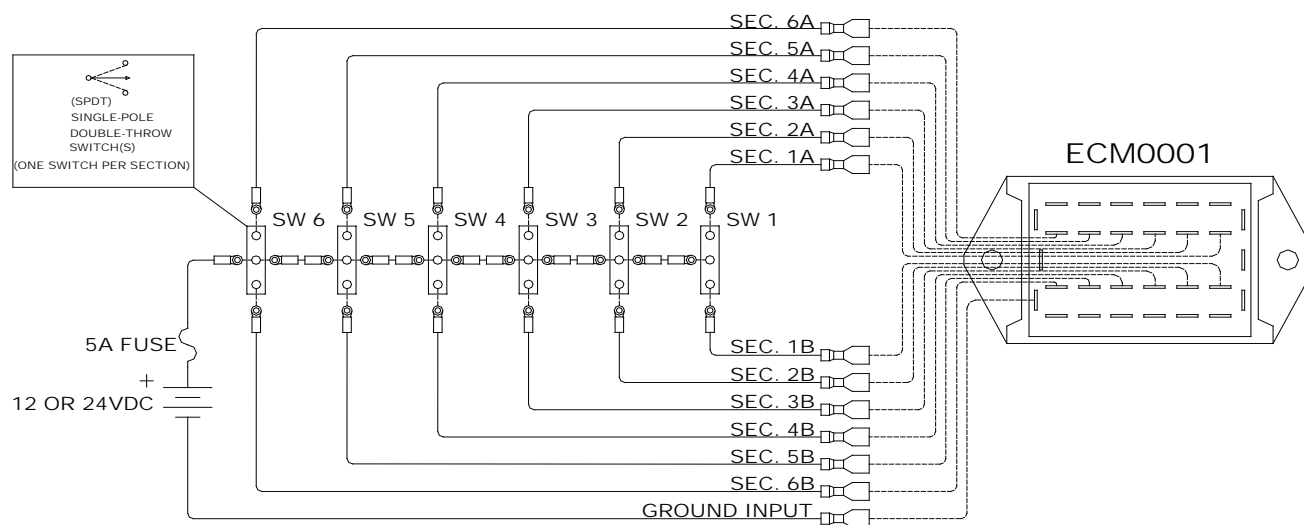 SEC. 6A
SEC. 5A
SEC. 4A
SEC. 3A
SEC. 2A
SEC. 1A
(SPDT)
SINGLE-POLE
DOUBLE-THROW
SWITCH(S)
(ONE SWITCH PER SECTION)
ECM0001
SW 6
SW 5
SW 4
SW 3
SW 2
SW 1
5A FUSE
+
12 OR 24VDC
SEC. 1B
SEC. 2B
SEC. 3B
SEC. 4B
SEC. 5B
SEC. 6B
GROUND INPUT